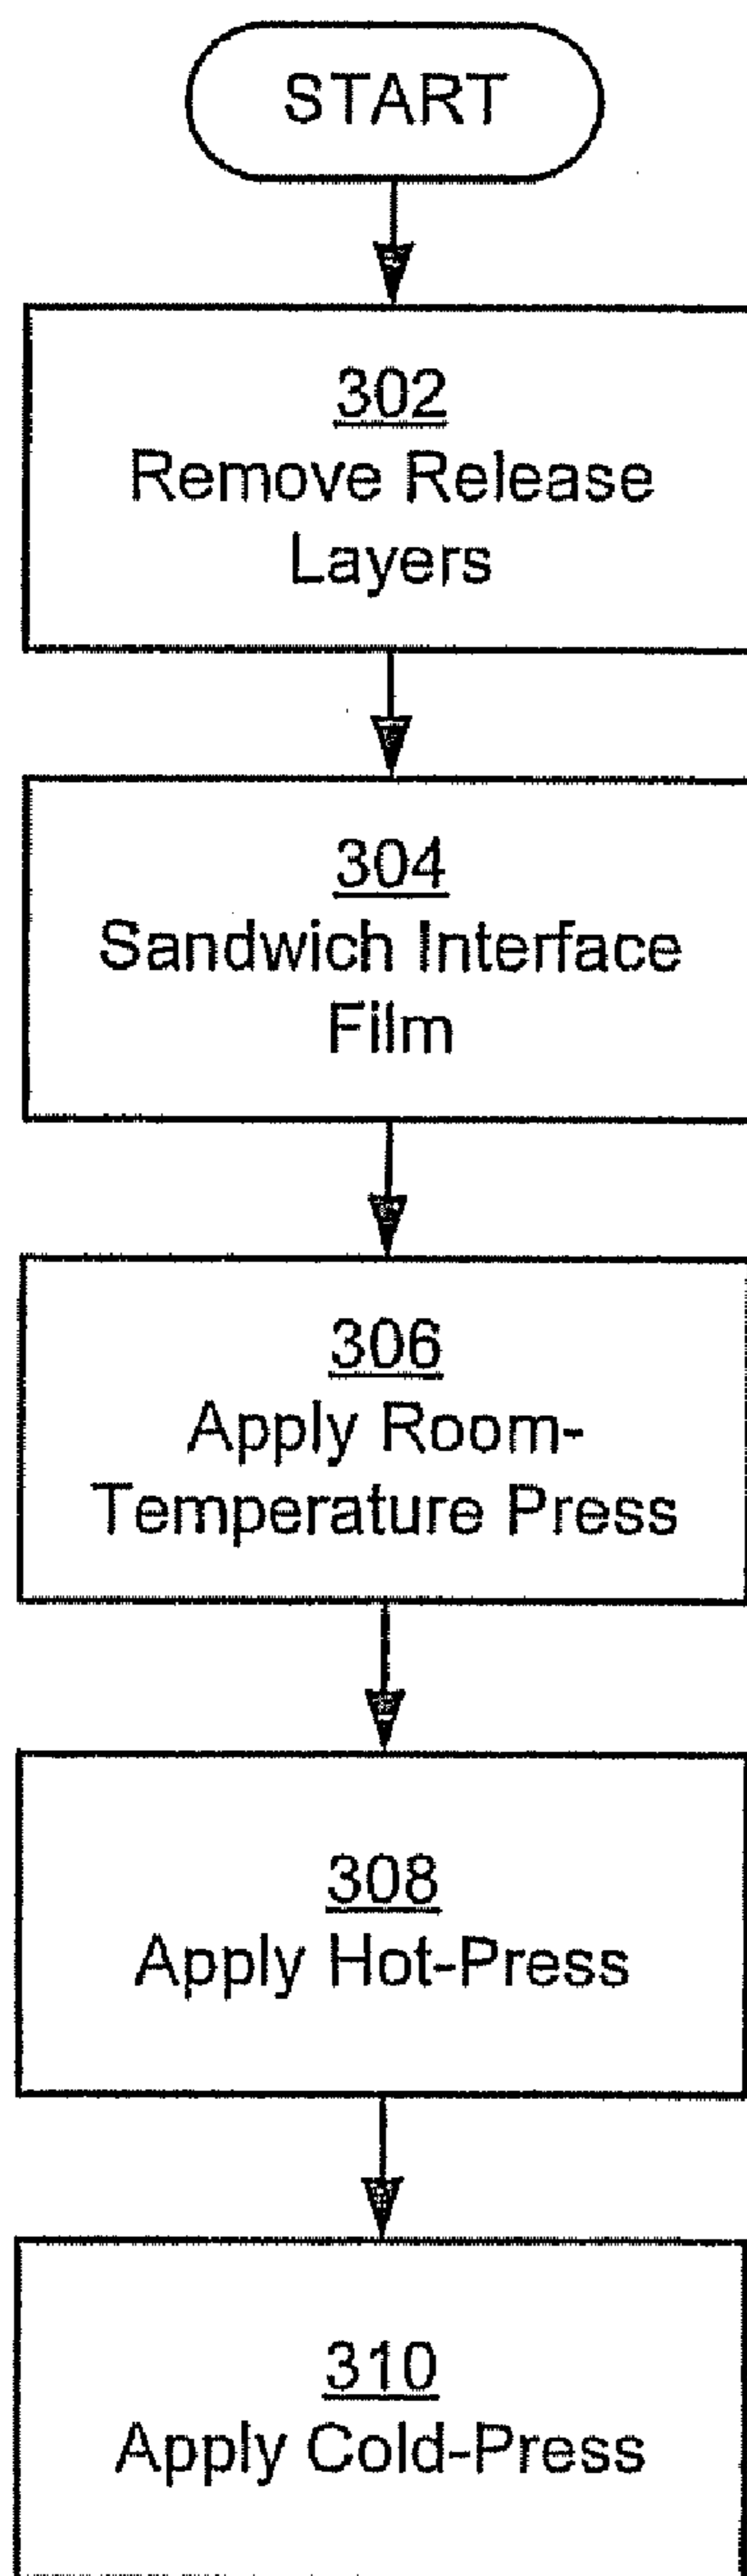 START
302
Remove Release
Layers
304
Sandwich Interface
Film
306
Apply Room-
Temperature Press
308
Apply Hot-Press
310
Apply Cold-Press